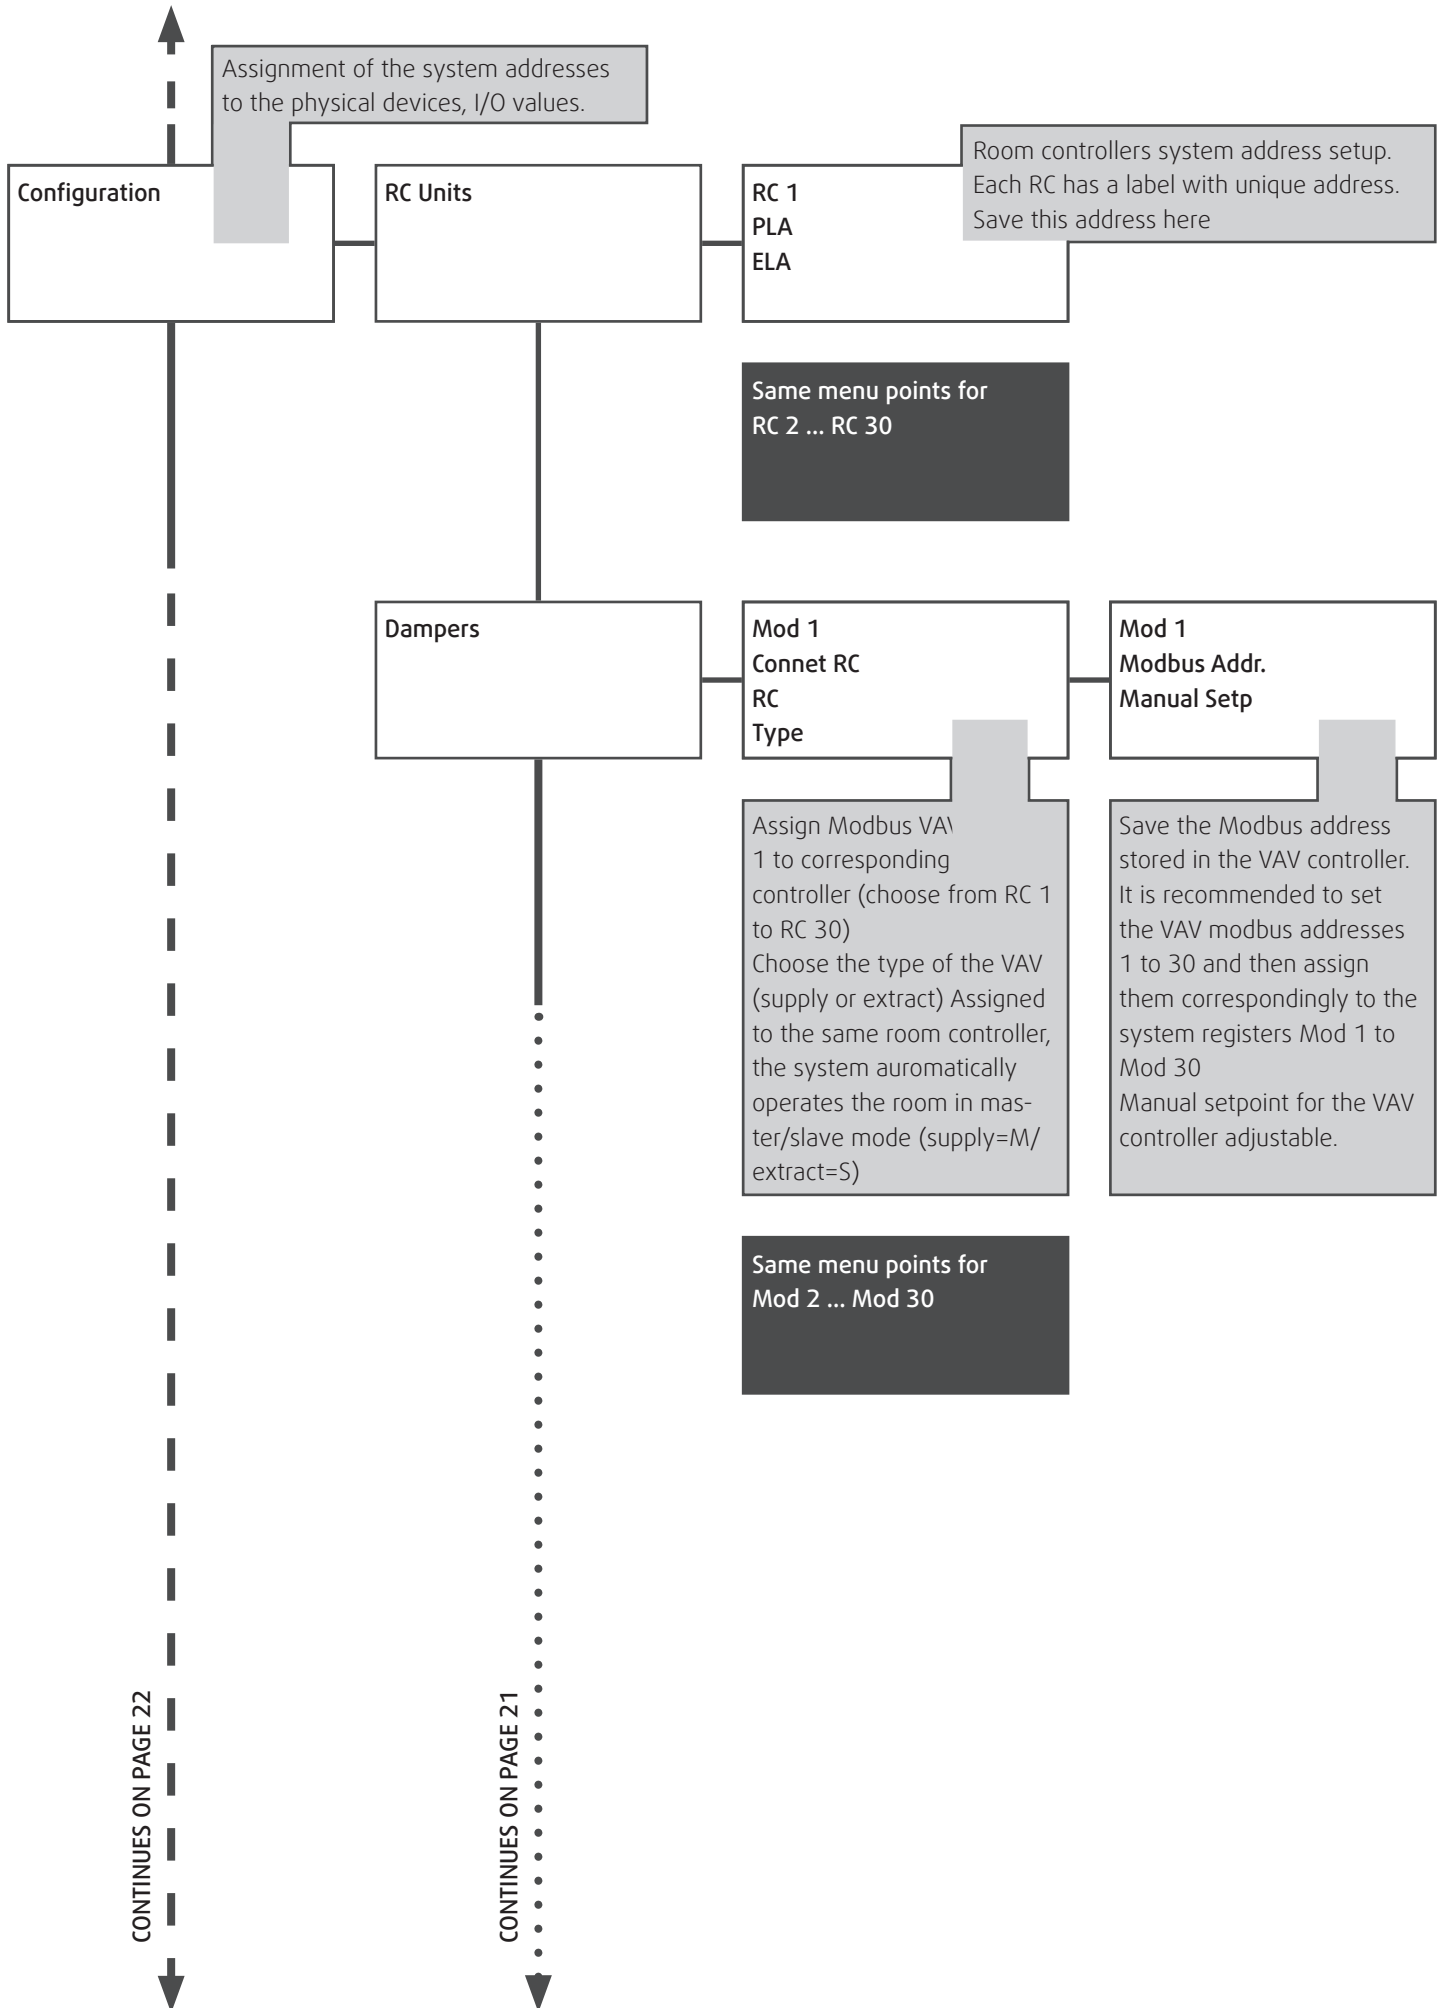 Assignment of the system addresses
to the physical devices, I/O values.
Configuration
RC Units
RC 1
PLA
ELA
Room controllers system address setup.
Each RC has a label with unique address.
Save this address here
Same menu points for
RC 2 ... RC 30
Dampers
Mod 1
Connet RC
RC
Type
Mod 1
Modbus Addr.
Manual Setp
Assign Modbus
1 to corresponding
controller (choose from RC 1
to RC 30)
Choose the type of the VAV
(supply or extract) Assigned
to the same room controller,
the system auromatically
operates the room in mas-
ter/slave mode (supply=M/
extract=S)
Save the Modbus address
stored in the VAV controller.
It is recommended to set
the VAV modbus addresses
1 to 30 and then assign
them correspondingly to the
system registers Mod 1 to
Mod 30
Manual setpoint for the VAV
controller adjustable.
Same menu points for
Mod 2 ... Mod 30
CONTINUES ON PAGE 22
CONTINUES ON PAGE 21